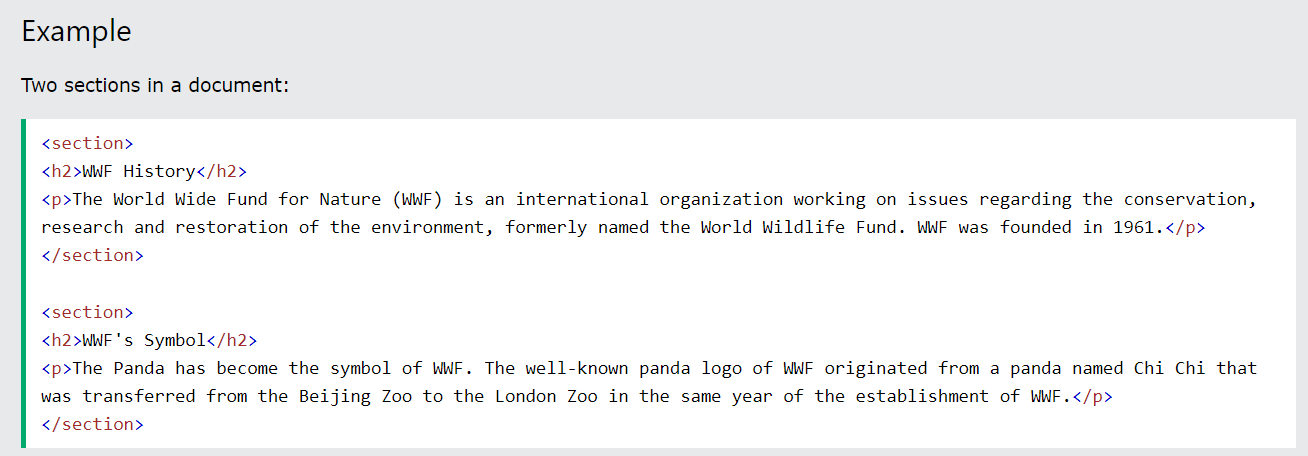 Example
Two sections in a document:
<section>
<h2>WWF History</h2>
<p>The World Wide Fund for Nature (WWF) is an international organization working on issues regarding the conservation,
research and restoration of the environment, formerly named the World Wildlife Fund. WWF was founded in 1961.</p>
</section>
<section>
<h2>WWF's Symbol</h2>
<p>The Panda has become the symbol of WWF. The well-known panda logo of WWF originated from a panda named Chi Chi that
was transferred from the Beijing Zoo to the London Zoo in the same year of the establishment of WWF.</p>
</section>